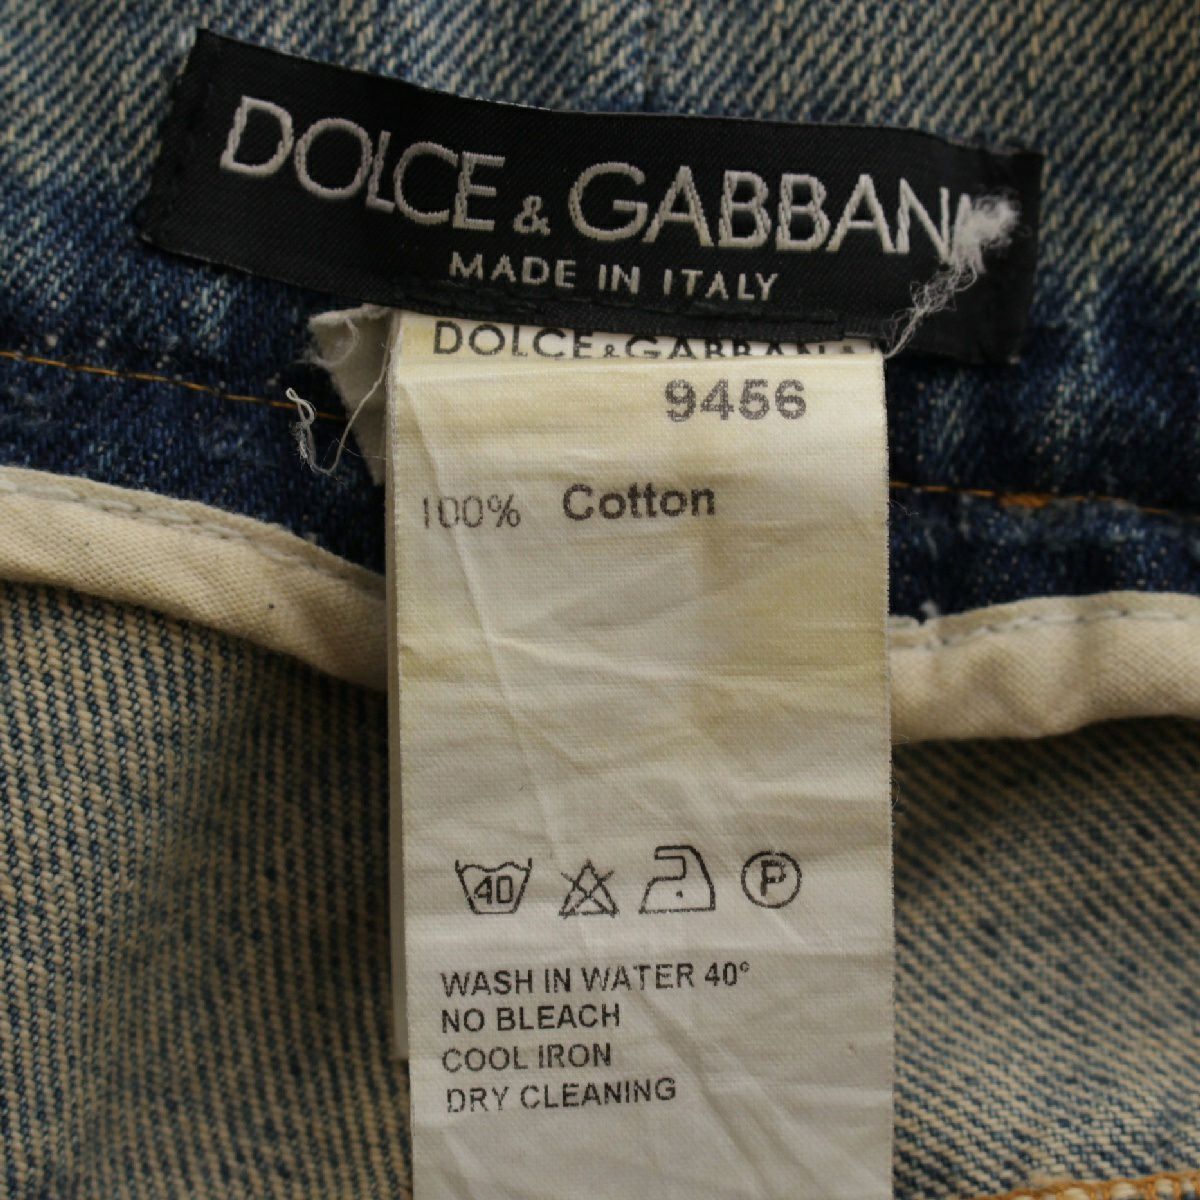 DOLCE & GABBAN
MADE IN ITALY
DOLCE & GABBANA
9456
100% Cotton
40
P
WASH IN WATER 40°
NO BLEACH
COOL IRON
DRY CLEANING